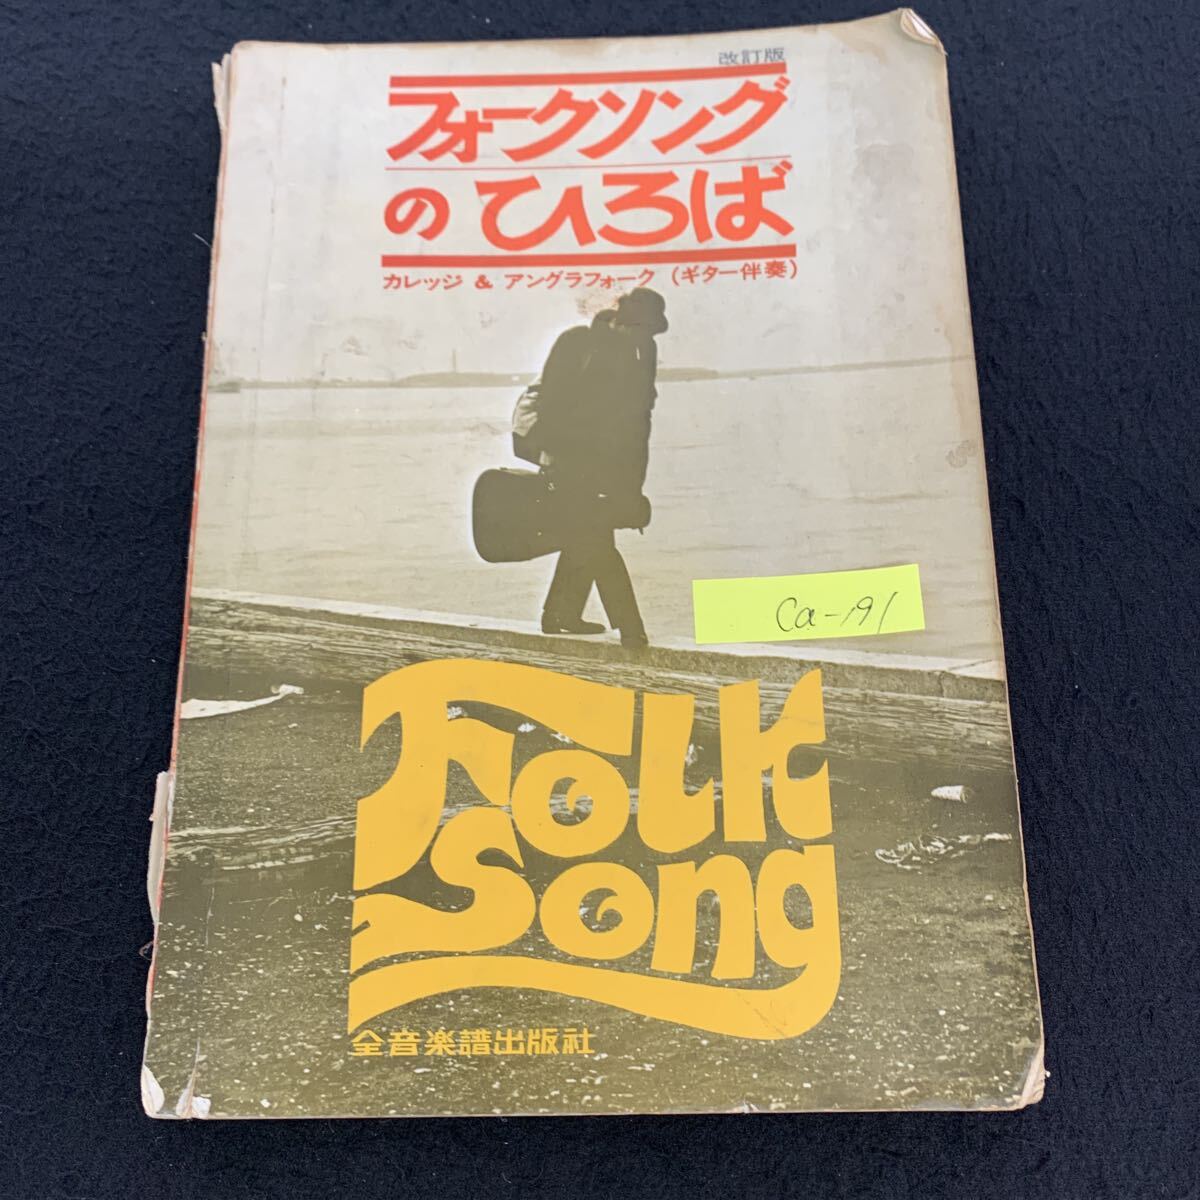 改訂版
フォークソング
のひろば
カレッジ & アングラフォーク (ギター伴奏)
Ca-191
FOLK
Song
全音楽譜出版社